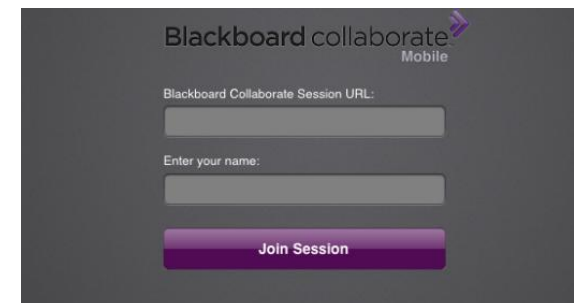 Blackboard collaborate
Mobile
Blackboard Collaborate Session URL:
Enter your name:
Join Session